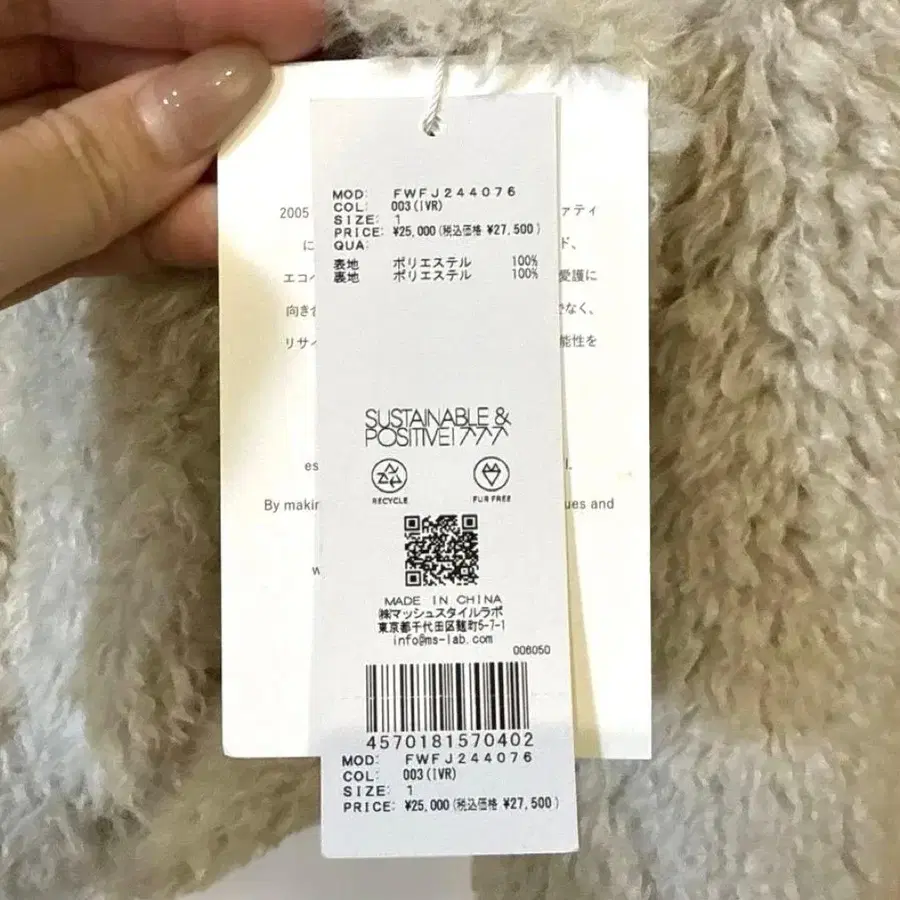 MOD: FWFJ244076
COL: 003(IVR)
SIZE: 1
PRICE: ¥25,000(税込価格 ¥27,500)
QUA:
表地 ポリエステル 100%
裏地 ポリエステル 100%
2005 ァティ
に ド、
エコ 愛護に
向き でなく、
リサイ 能性を
SUSTAINABLE &
POSITIVE!
RECYCLE FUR FREE
es l.
By makin ues and
w
MADE IN CHINA
㈱マッシュスタイルラボ
東京都千代田区麹町5-7-1
info@ms-lab.com
006050
4570181570402
MOD: FWFJ244076
COL: 003(IVR)
SIZE: 1
PRICE: ¥25,000(税込価格 ¥27,500)